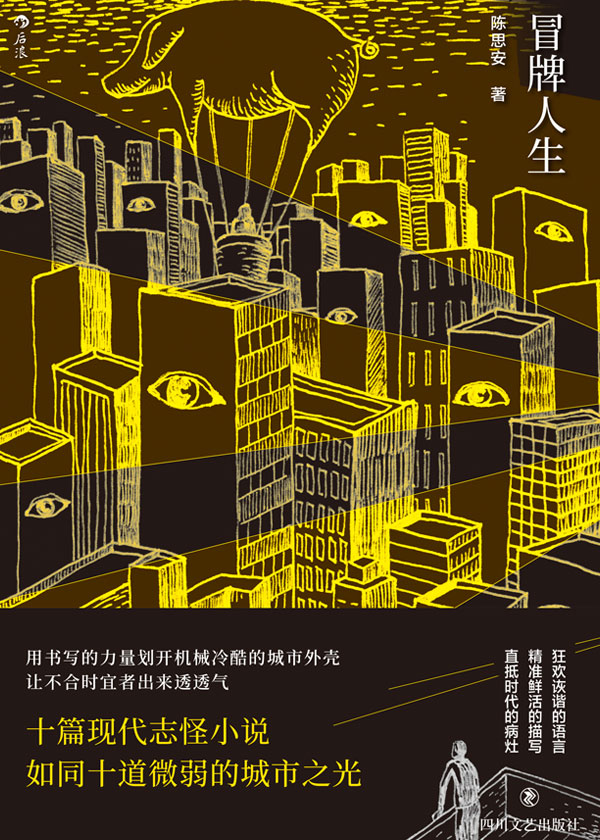 后浪
冒牌人生
陈思安 著
用书写的力量划开机械冷酷的城市外壳
让不合时宜者出来透透气
十篇现代志怪小说
如同十道微弱的城市之光
狂欢诙谐的语言
精准鲜活的描写
直抵时代的病灶
四川文艺出版社